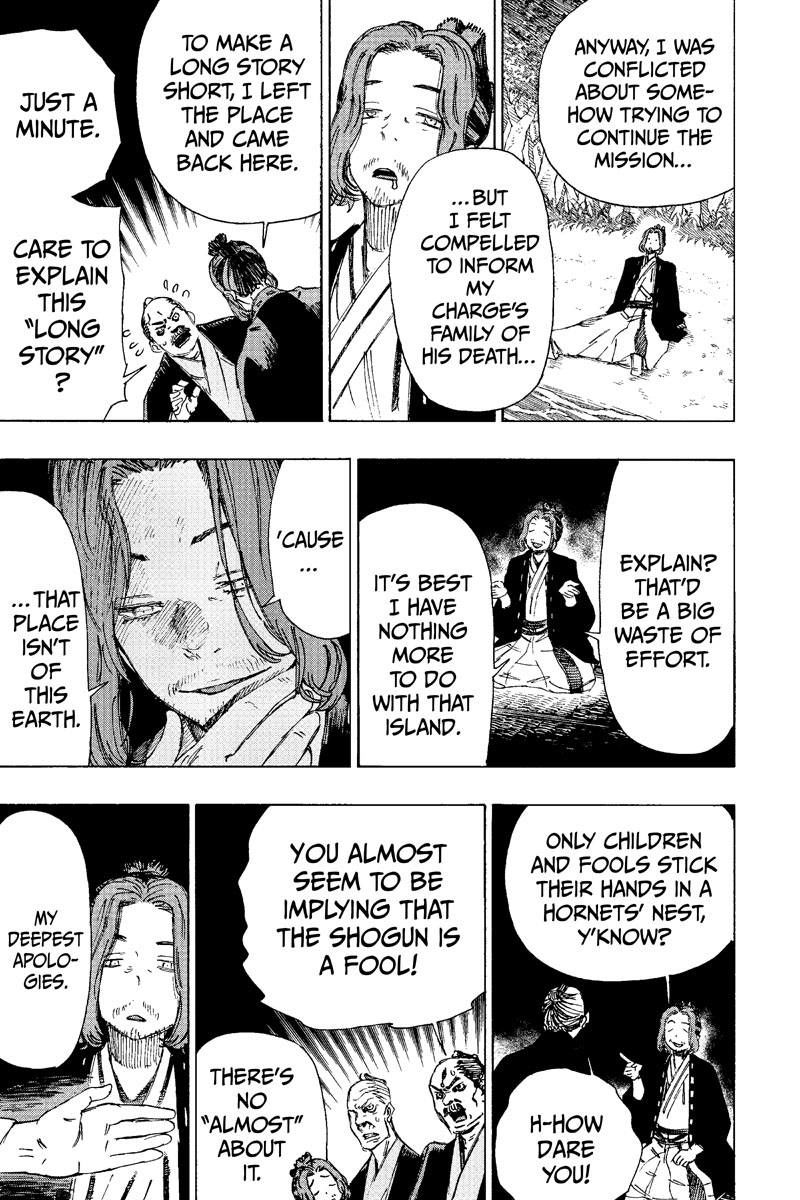 ANYWAY, I WAS
CONFLICTED
ABOUT SOME-
HOW TRYING TO
CONTINUE THE
MISSION...
...BUT
I FELT
COMPELLED
TO INFORM
MY
CHARGE'S
FAMILY OF
HIS DEATH...
TO MAKE A
LONG STORY
SHORT, I LEFT
THE PLACE
AND CAME
BACK HERE.
JUST A
MINUTE.
CARE TO
EXPLAIN
THIS
"LONG
STORY"
?
EXPLAIN?
THAT'D
BE A BIG
WASTE OF
EFFORT.
IT'S BEST
I HAVE
NOTHING
MORE
TO DO
WITH THAT
ISLAND.
'CAUSE
...
...THAT
PLACE
ISN'T
OF
THIS
EARTH.
ONLY CHILDREN
AND FOOLS STICK
THEIR HANDS IN A
HORNETS' NEST,
Y'KNOW?
H-HOW
DARE
YOU!
YOU ALMOST
SEEM TO BE
IMPLYING THAT
THE SHOGUN IS
A FOOL!
THERE'S
NO
"ALMOST"
ABOUT
IT.
MY
DEEPEST
APOLO-
GIES.